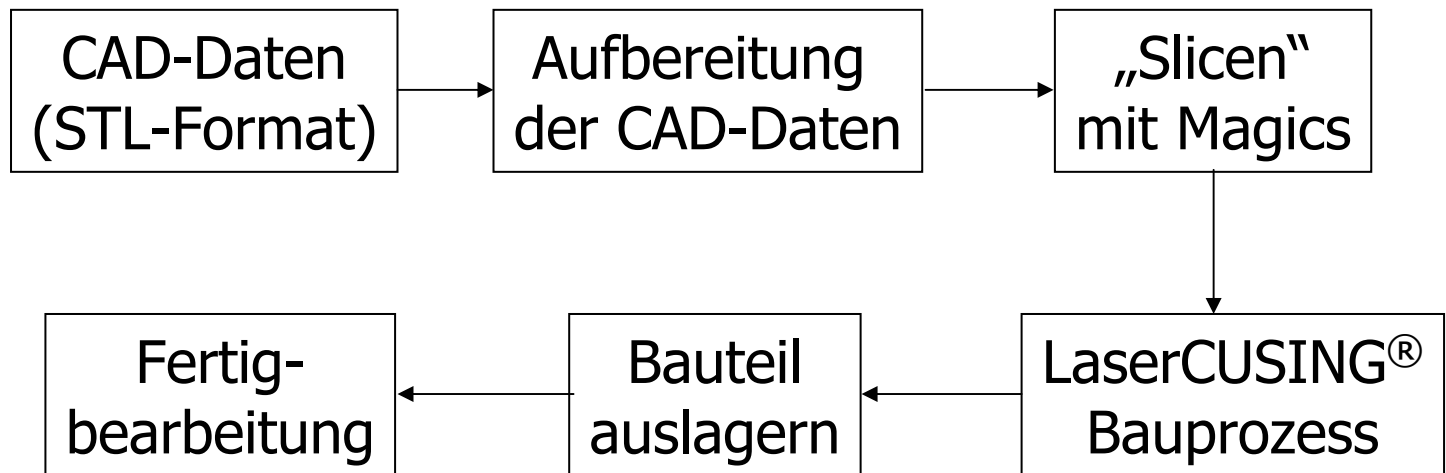 CAD-Daten
(STL-Format)
Aufbereitung
der CAD-Daten
„Slicen“
mit Magics
LaserCUSING®
Bauprozess
Bauteil
auslagern
Fertig-
bearbeitung